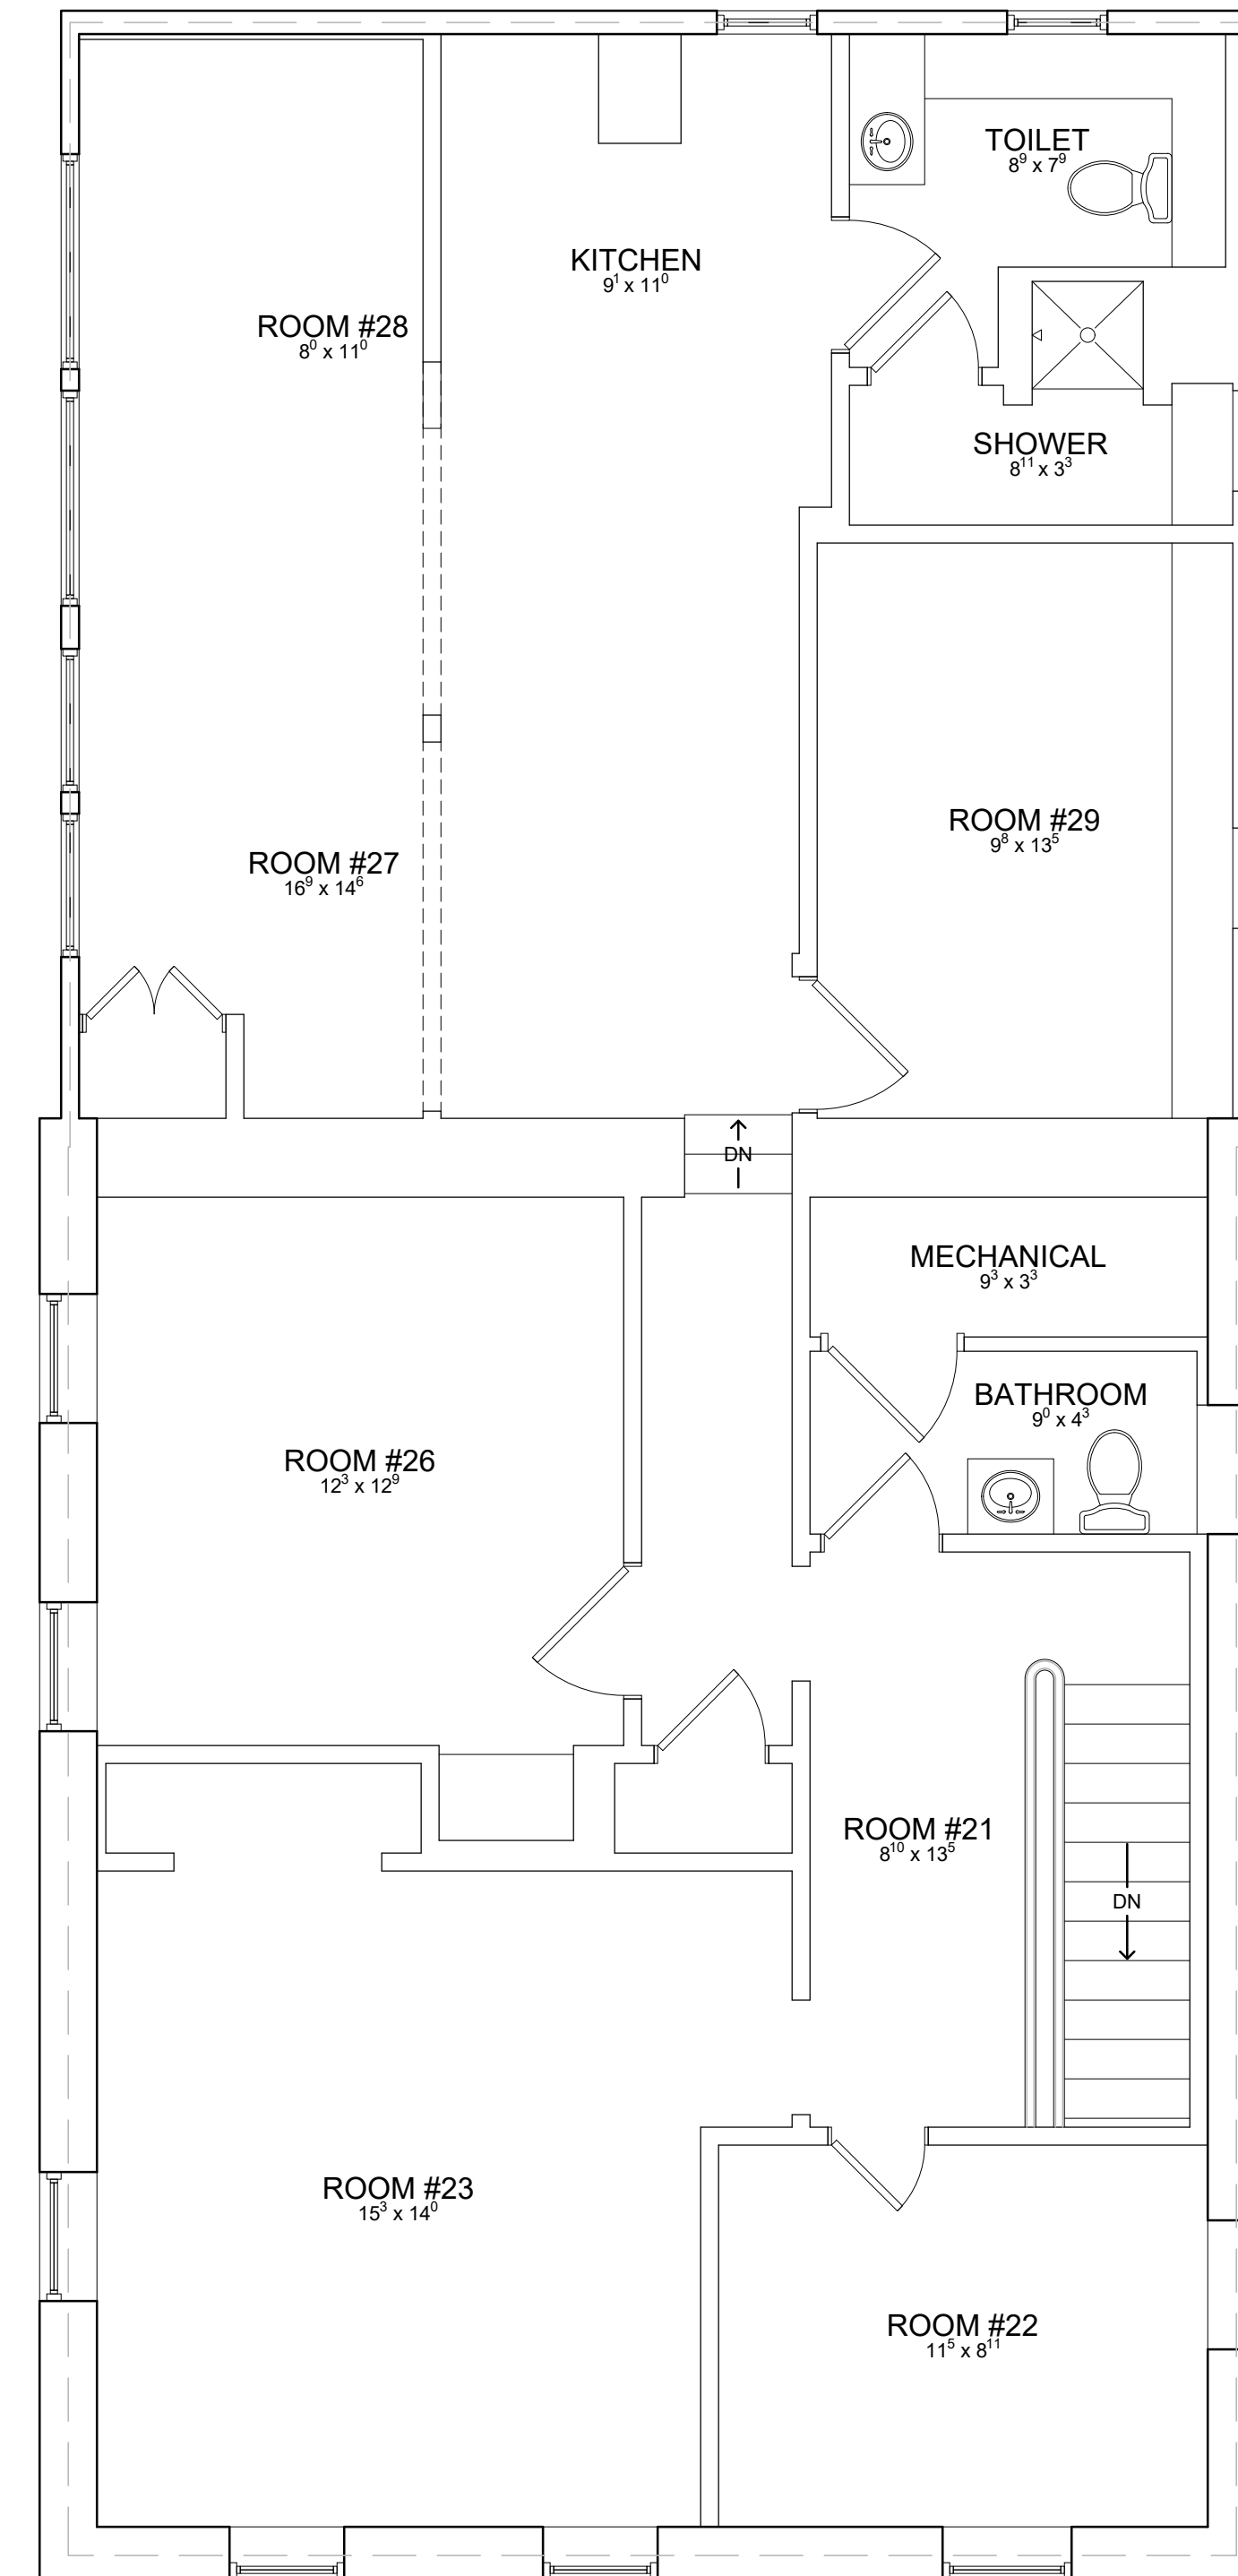 TOILET
8⁹ x 7⁹
KITCHEN
9¹ x 11⁰
ROOM #28
8⁰ x 11⁰
SHOWER
8¹¹ x 3³
ROOM #29
9⁸ x 13⁵
ROOM #27
16⁹ x 14⁶
DN
MECHANICAL
9³ x 3³
BATHROOM
9⁰ x 4³
ROOM #26
12³ x 12⁹
ROOM #21
8¹⁰ x 13⁵
DN
ROOM #23
15³ x 14⁰
ROOM #22
11⁵ x 8¹¹